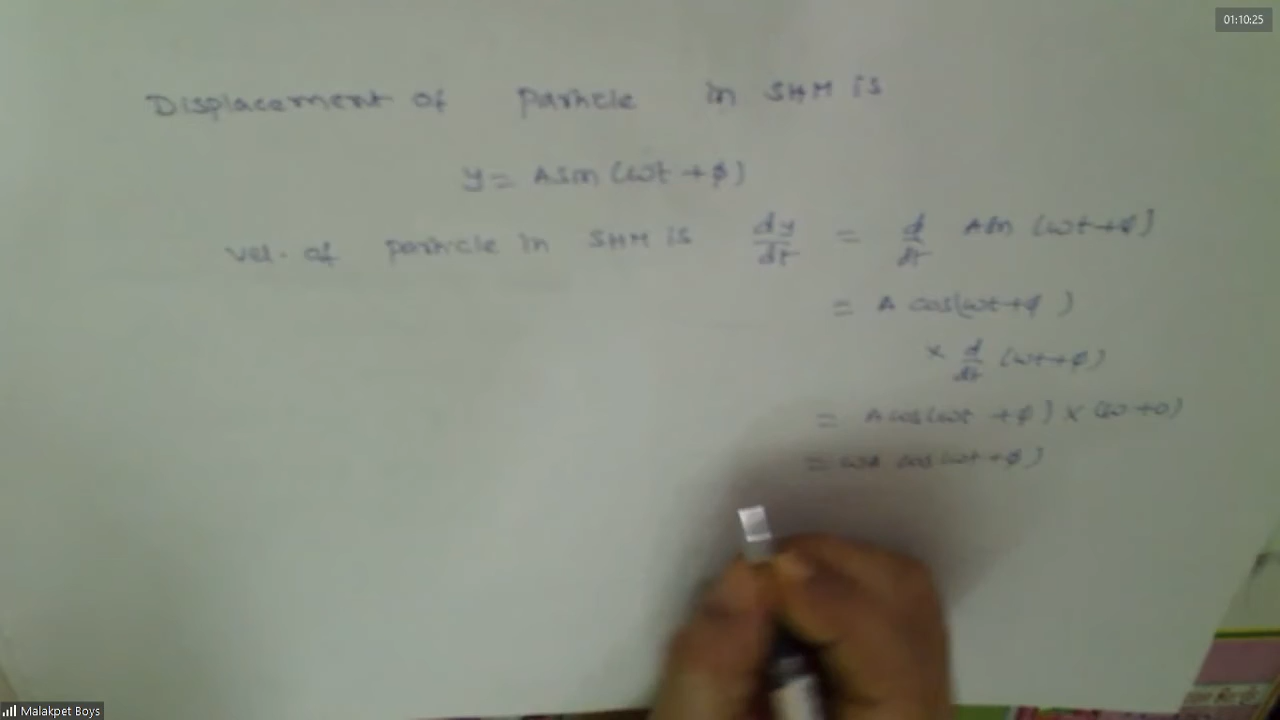 01:10:25
Displacement of Particle in SHM is
y = A sin (ωt + φ)
vel. of particle in SHM is dy/dt = d/dt A sin (ωt+φ)
= A cos(ωt+φ)
× d/dt (ωt+φ)
= A cos(ωt + φ) × (ω+0)
= ωA cos(ωt+φ)
Malakpet Boys